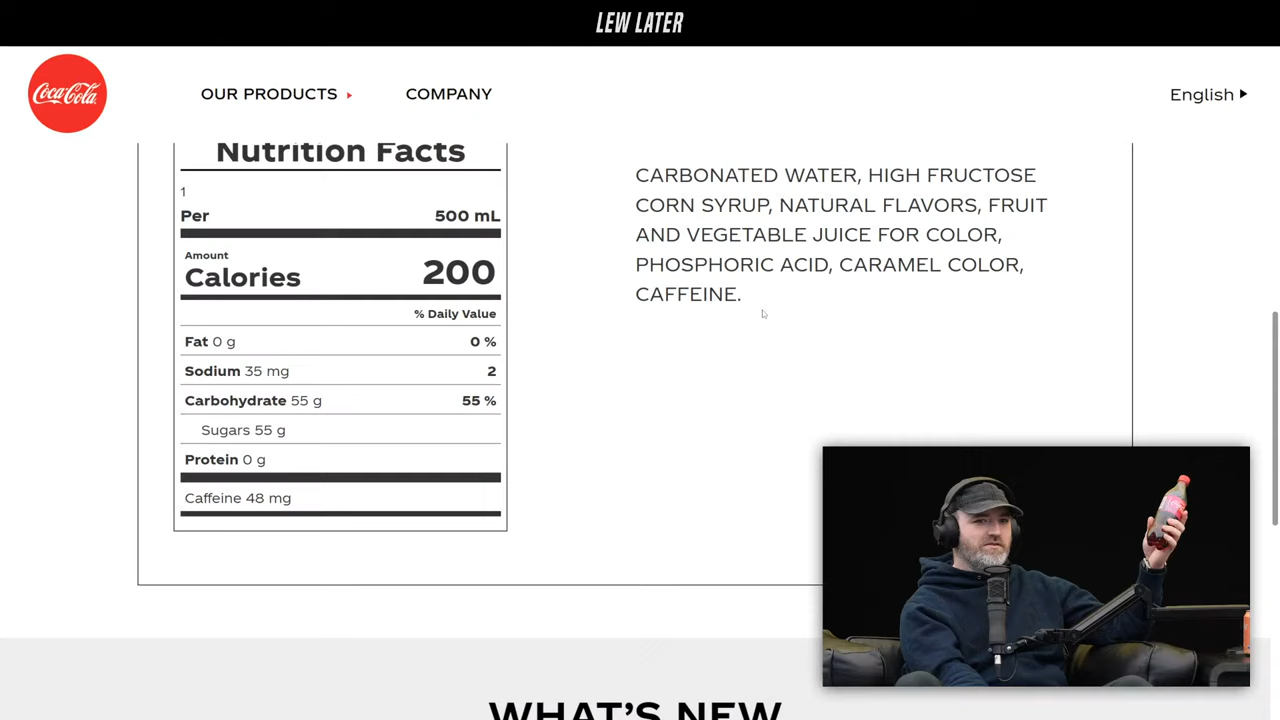 LEW LATER
Coca-Cola
OUR PRODUCTS
COMPANY
English
Nutrition Facts
1
Per 500 mL
Amount
Calories 200
% Daily Value
Fat 0 g 0 %
Sodium 35 mg 2
Carbohydrate 55 g 55 %
Sugars 55 g
Protein 0 g
Caffeine 48 mg
CARBONATED WATER, HIGH FRUCTOSE
CORN SYRUP, NATURAL FLAVORS, FRUIT
AND VEGETABLE JUICE FOR COLOR,
PHOSPHORIC ACID, CARAMEL COLOR,
CAFFEINE.
WHAT'S NEW